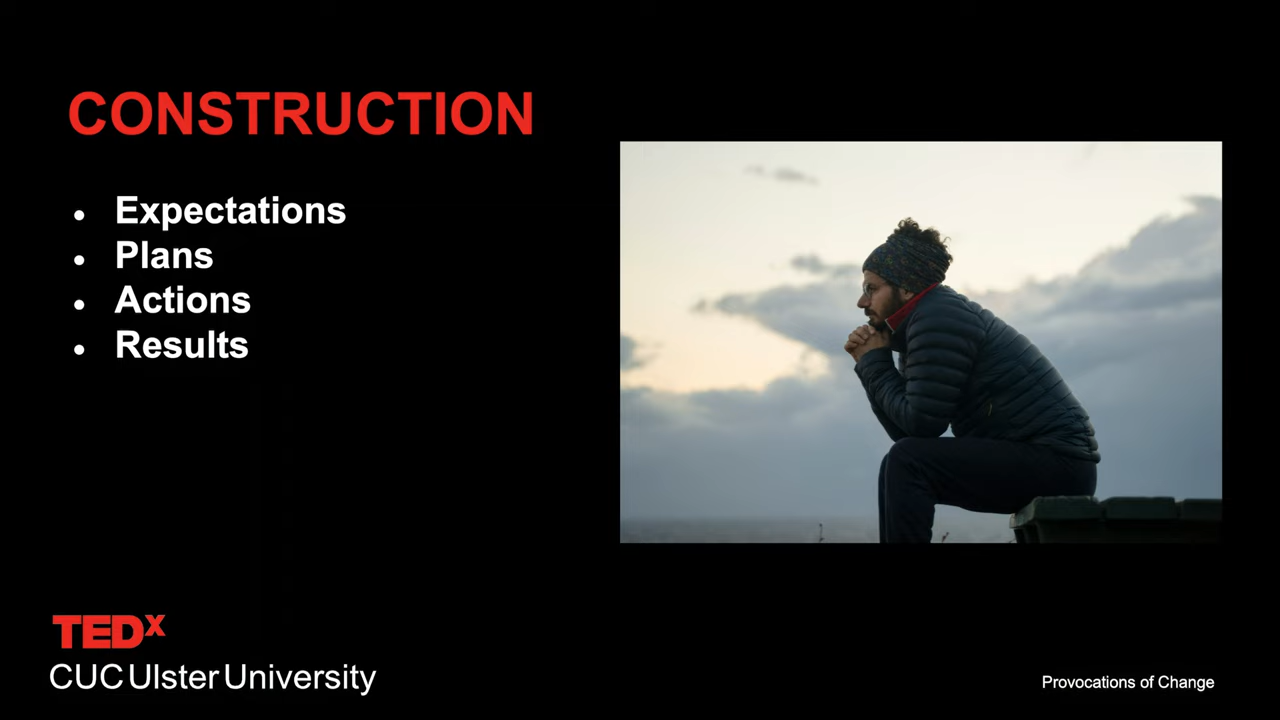 CONSTRUCTION
• Expectations
• Plans
• Actions
• Results
TEDx
CUC Ulster University
Provocations of Change